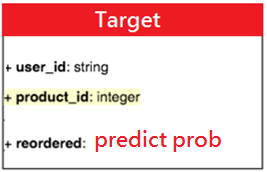 Target
+ user_id: string
+ product_id: integer
+ reordered: predict prob